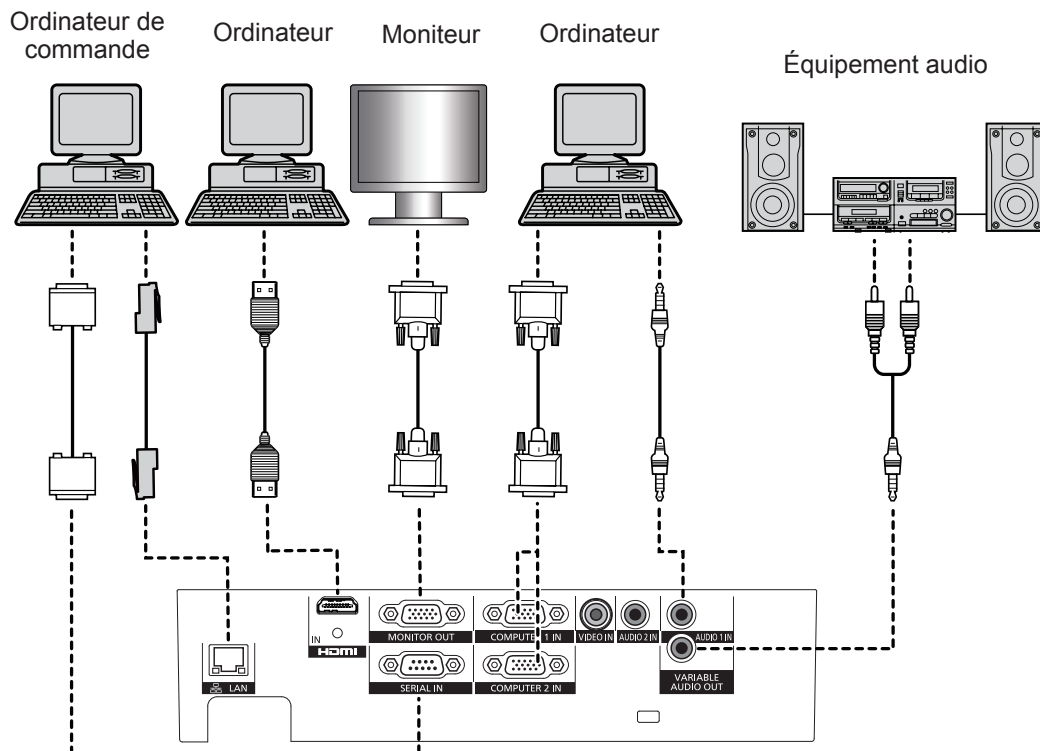 Ordinateur de
commande
Ordinateur
Moniteur
Ordinateur
Équipement audio
IN
HDMI
MONITOR OUT
COMPUTE 1 IN
VIDEO IN
AUDIO 2 IN
AUDIO 1 IN
LAN
SERIAL IN
COMPUTER 2 IN
VARIABLE
AUDIO OUT